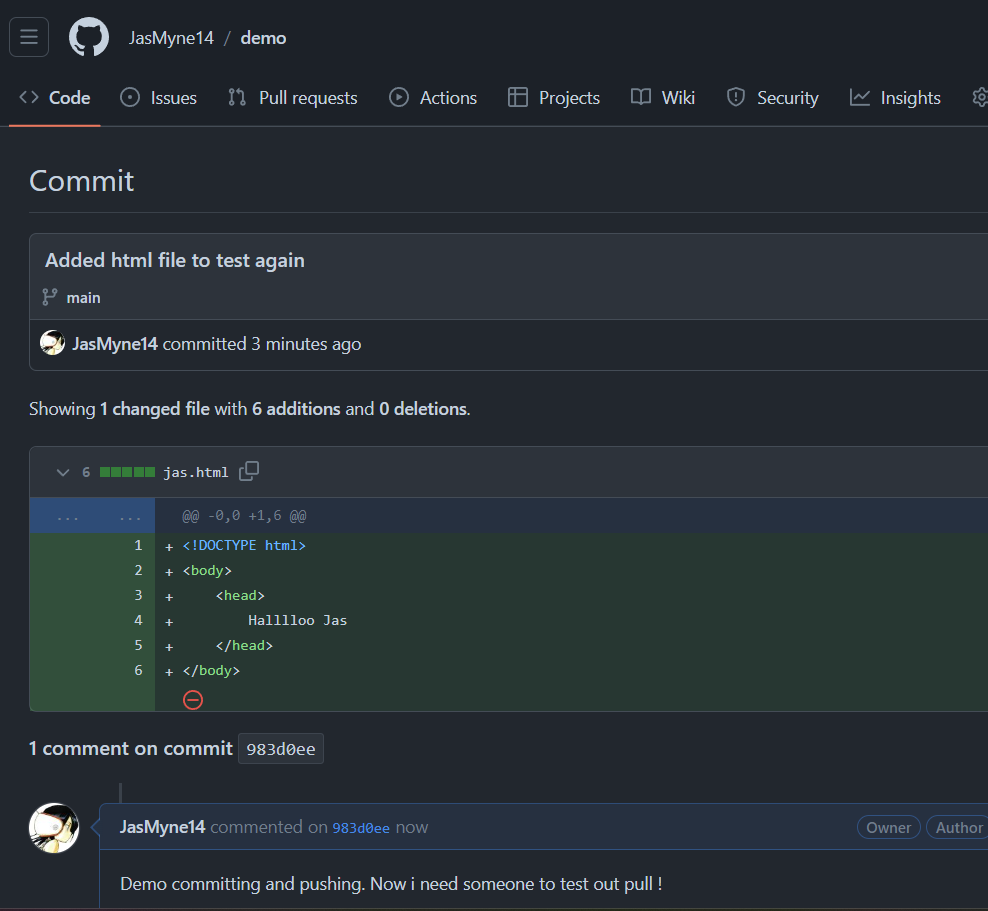 JasMyne14 / demo
Code Issues Pull requests Actions Projects Wiki Security Insights
Commit
Added html file to test again
main
JasMyne14 committed 3 minutes ago
Showing 1 changed file with 6 additions and 0 deletions.
6 jas.html
... ... @@ -0,0 +1,6 @@
1 + <!DOCTYPE html>
2 + <body>
3 +     <head>
4 +         Halllloo Jas
5 +     </head>
6 + </body>
1 comment on commit 983d0ee
JasMyne14 commented on 983d0ee now Owner Author
Demo committing and pushing. Now i need someone to test out pull !